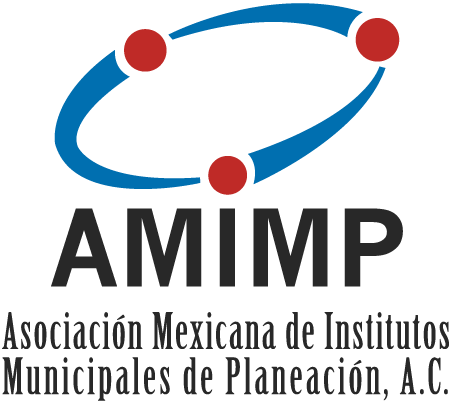 AMIMP
Asociación Mexicana de Institutos
Municipales de Planeación, A.C.